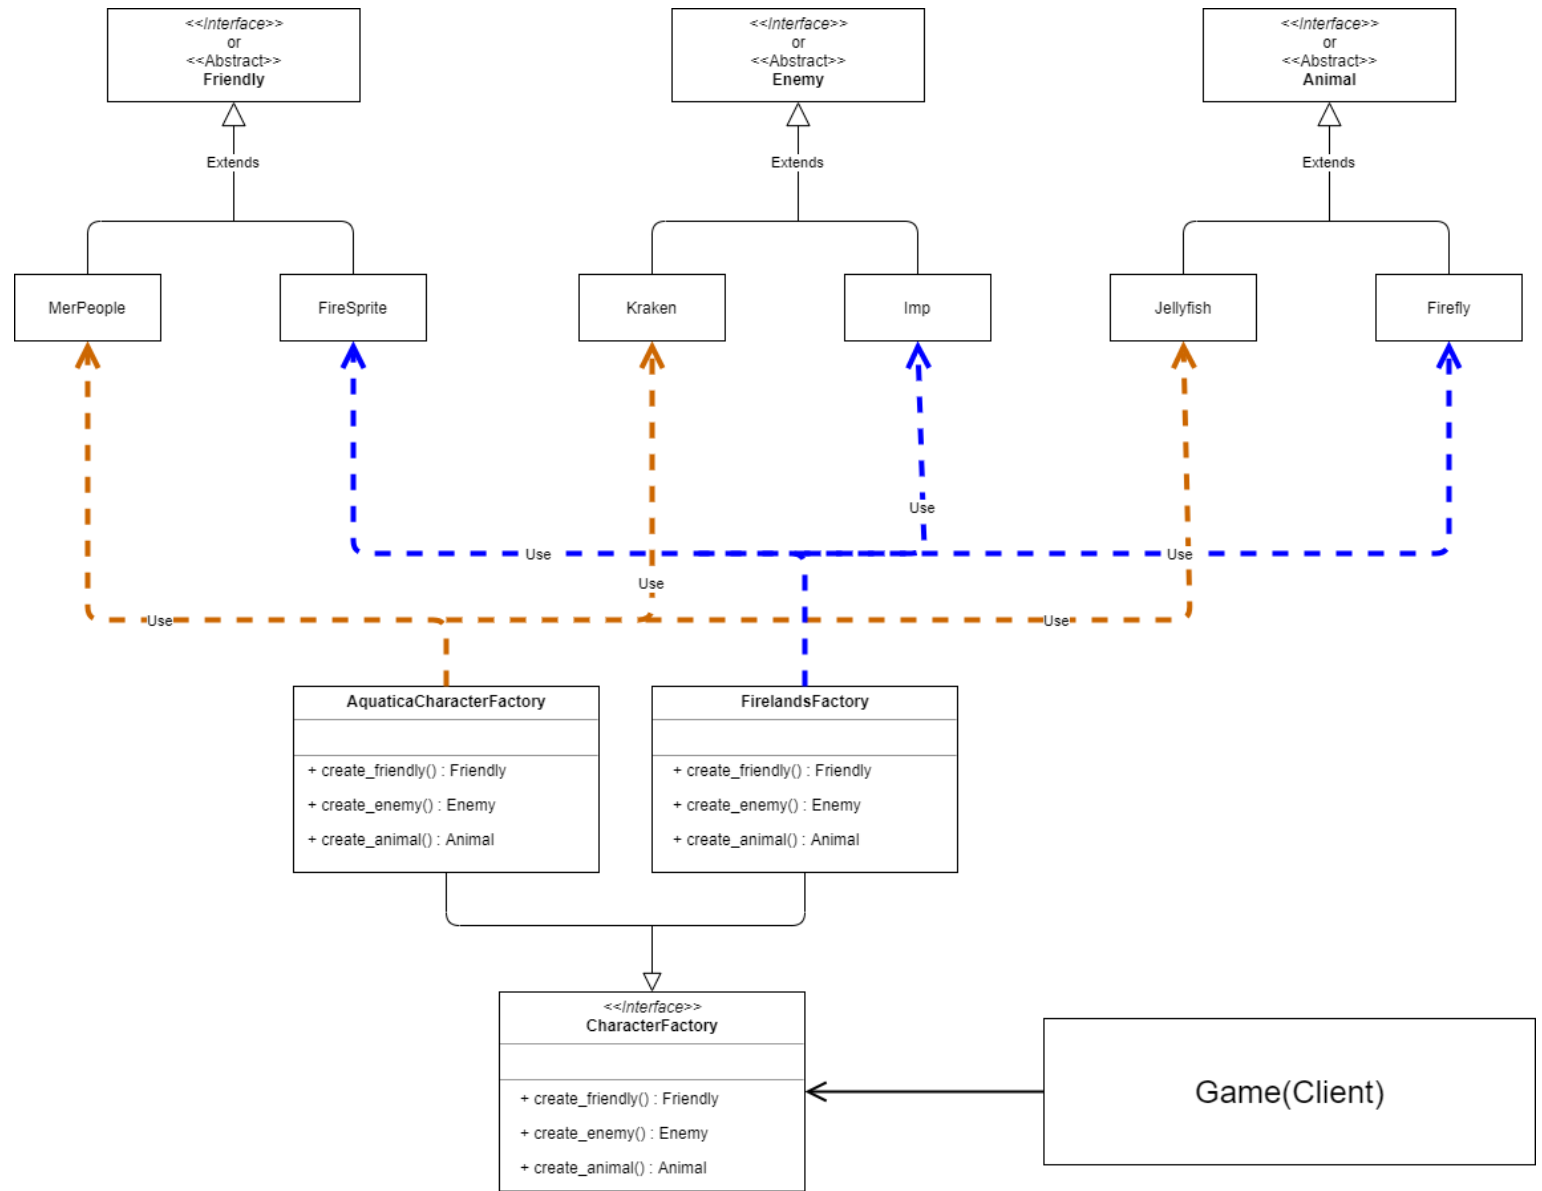 <<Interface>>
or
<<Abstract>>
Friendly
<<Interface>>
or
<<Abstract>>
Enemy
<<Interface>>
or
<<Abstract>>
Animal
Extends
Extends
Extends
MerPeople
FireSprite
Kraken
Imp
Jellyfish
Firefly
Use
Use
Use
Use
Use
Use
AquaticaCharacterFactory
+ create_friendly() : Friendly
+ create_enemy() : Enemy
+ create_animal() : Animal
FirelandsFactory
+ create_friendly() : Friendly
+ create_enemy() : Enemy
+ create_animal() : Animal
<<Interface>>
CharacterFactory
+ create_friendly() : Friendly
+ create_enemy() : Enemy
+ create_animal() : Animal
Game(Client)